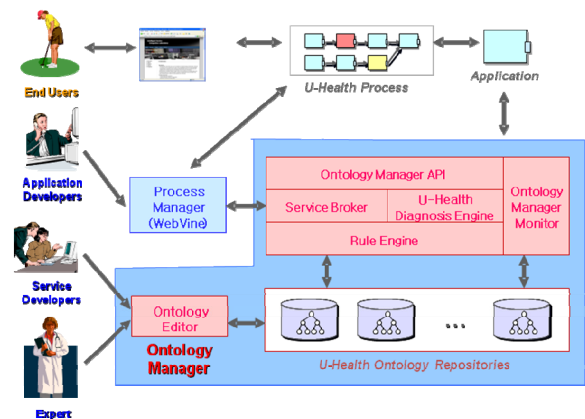 End Users
U-Health Process
Application
Application
Developers
Process
Manager
(WebVine)
Ontology Manager API
Service Broker
U-Health
Diagnosis Engine
Rule Engine
Ontology
Manager
Monitor
Service
Developers
Ontology
Editor
Ontology
Manager
...
U-Health Ontology Repositories
Expert